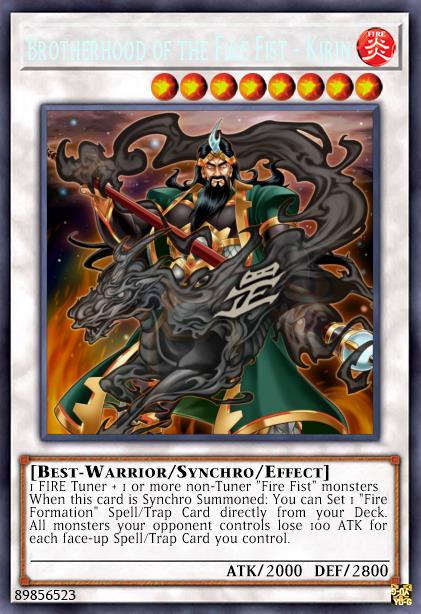 Brotherhood of the Fire Fist - Kirin
FIRE
炎
[Best-Warrior/Synchro/Effect]
1 FIRE Tuner + 1 or more non-Tuner "Fire Fist" monsters
When this card is Synchro Summoned: You can Set 1 "Fire
Formation" Spell/Trap Card directly from your Deck.
All monsters your opponent controls lose 100 ATK for
each face-up Spell/Trap Card you control.
ATK/2000 DEF/2800
89856523